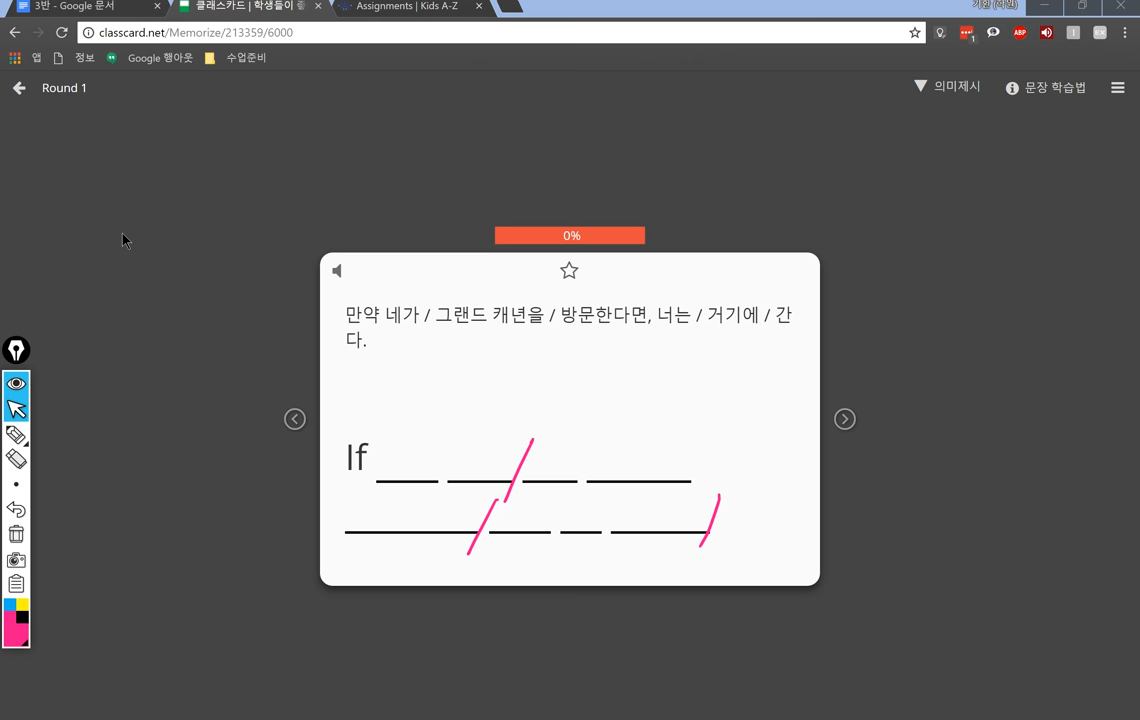 3반 - Google 문서
클래스카드 | 학생들이 좋
Assignments | Kids A-Z
classcard.net/Memorize/213359/6000
ABP
1
앱
정보
Google 행아웃
수업준비
Round 1
의미제시
문장 학습법
0%
만약 네가 / 그랜드 캐년을 / 방문한다면, 너는 / 거기에 / 간
다.
If